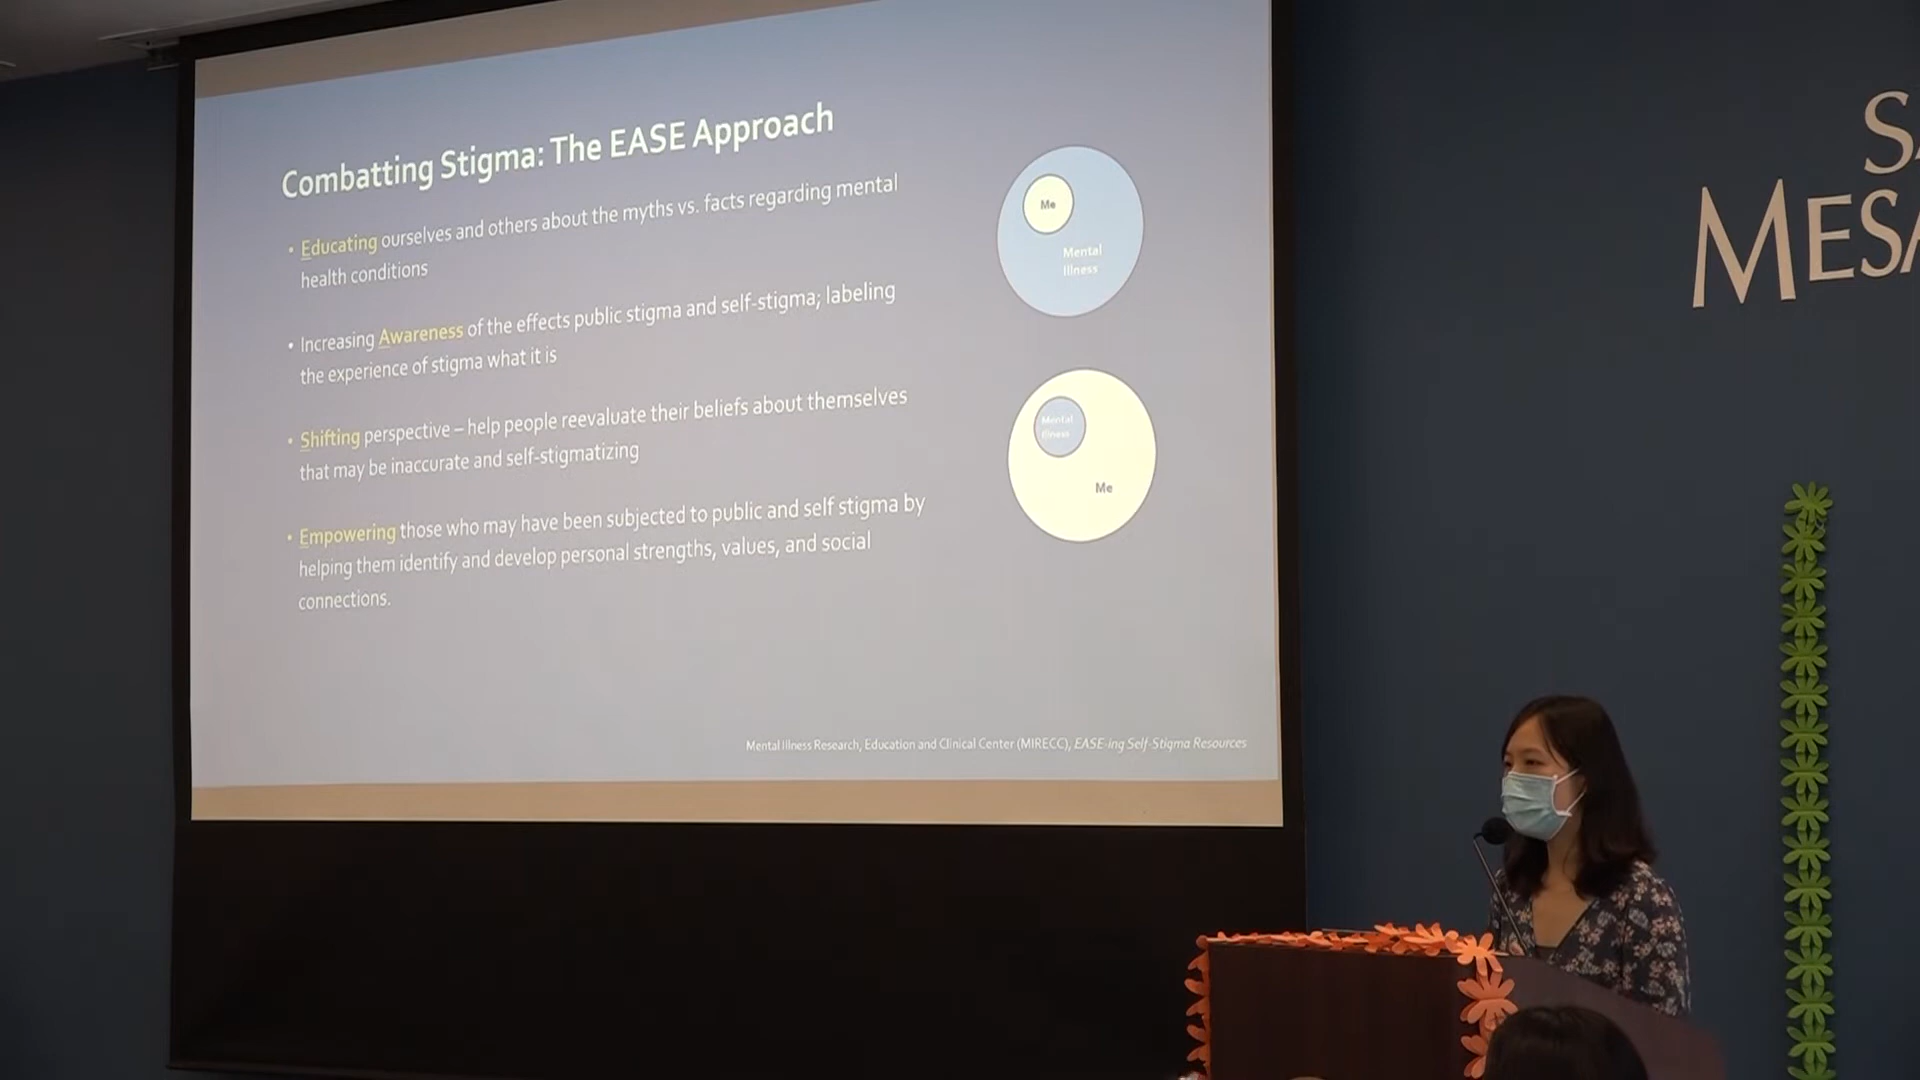 Combatting Stigma: The EASE Approach
• Educating ourselves and others about the myths vs. facts regarding mental
health conditions
• Increasing Awareness of the effects public stigma and self-stigma; labeling
the experience of stigma what it is
• Shifting perspective – help people reevaluate their beliefs about themselves
that may be inaccurate and self-stigmatizing
• Empowering those who may have been subjected to public and self stigma by
helping them identify and develop personal strengths, values, and social
connections.
Me
Mental
Illness
Mental
Illness
Me
Mental Illness Research, Education and Clinical Center (MIRECC), EASE-ing Self-Stigma Resources
SA
MESA